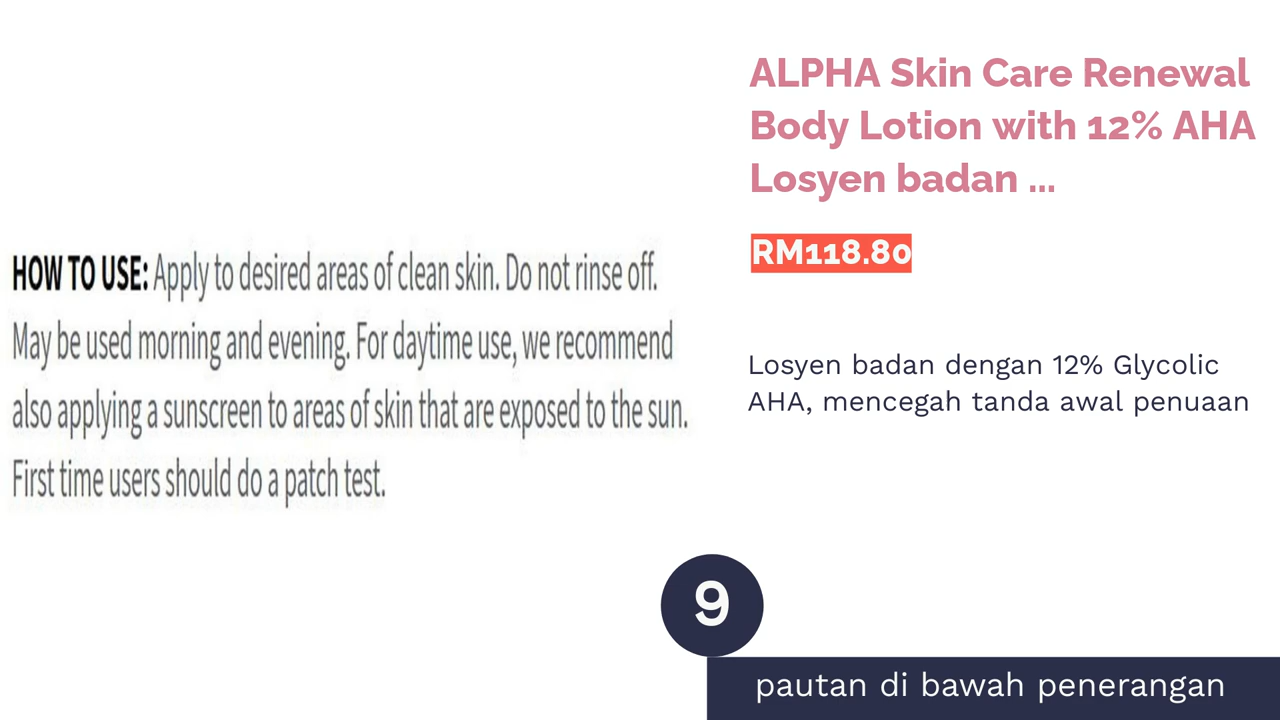 HOW TO USE: Apply to desired areas of clean skin. Do not rinse off.
May be used morning and evening. For daytime use, we recommend
also applying a sunscreen to areas of skin that are exposed to the sun.
First time users should do a patch test.
ALPHA Skin Care Renewal
Body Lotion with 12% AHA
Losyen badan ...
RM118.80
Losyen badan dengan 12% Glycolic
AHA, mencegah tanda awal penuaan
9
pautan di bawah penerangan